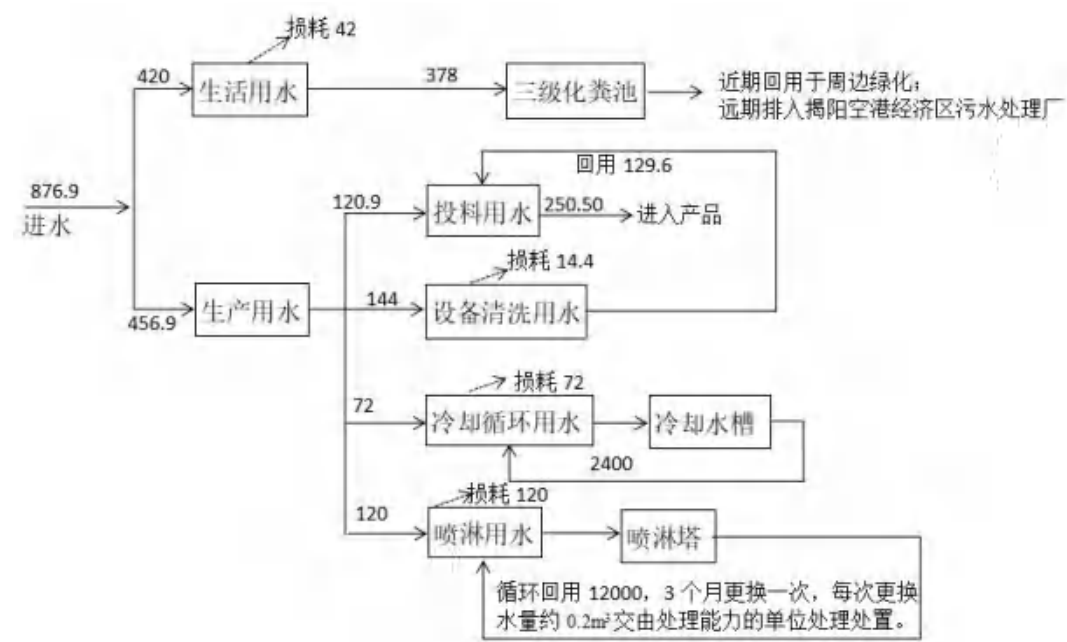 损耗 42
420
生活用水
378
三级化粪池
近期回用于周边绿化;
远期排入揭阳空港经济区污水处理厂
回用 129.6
876.9
进水
120.9
投料用水
250.50
进入产品
损耗 14.4
456.9
生产用水
144
设备清洗用水
损耗 72
72
冷却循环用水
冷却水槽
2400
损耗 120
120
喷淋用水
喷淋塔
循环回用 12000，3 个月更换一次，每次更换
水量约 0.2m³交由处理能力的单位处理处置。